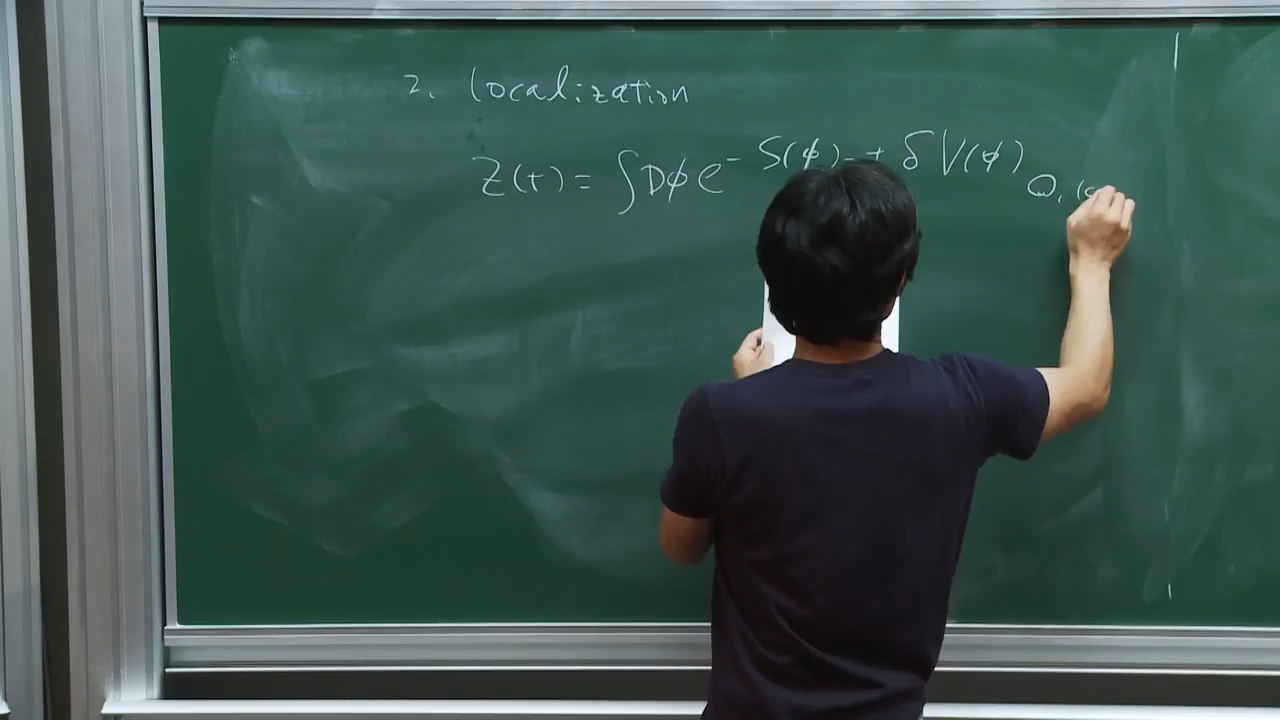 2. Localization
Z(t) = ∫Dφ e^{- S(φ) - t δV(φ)} O, (